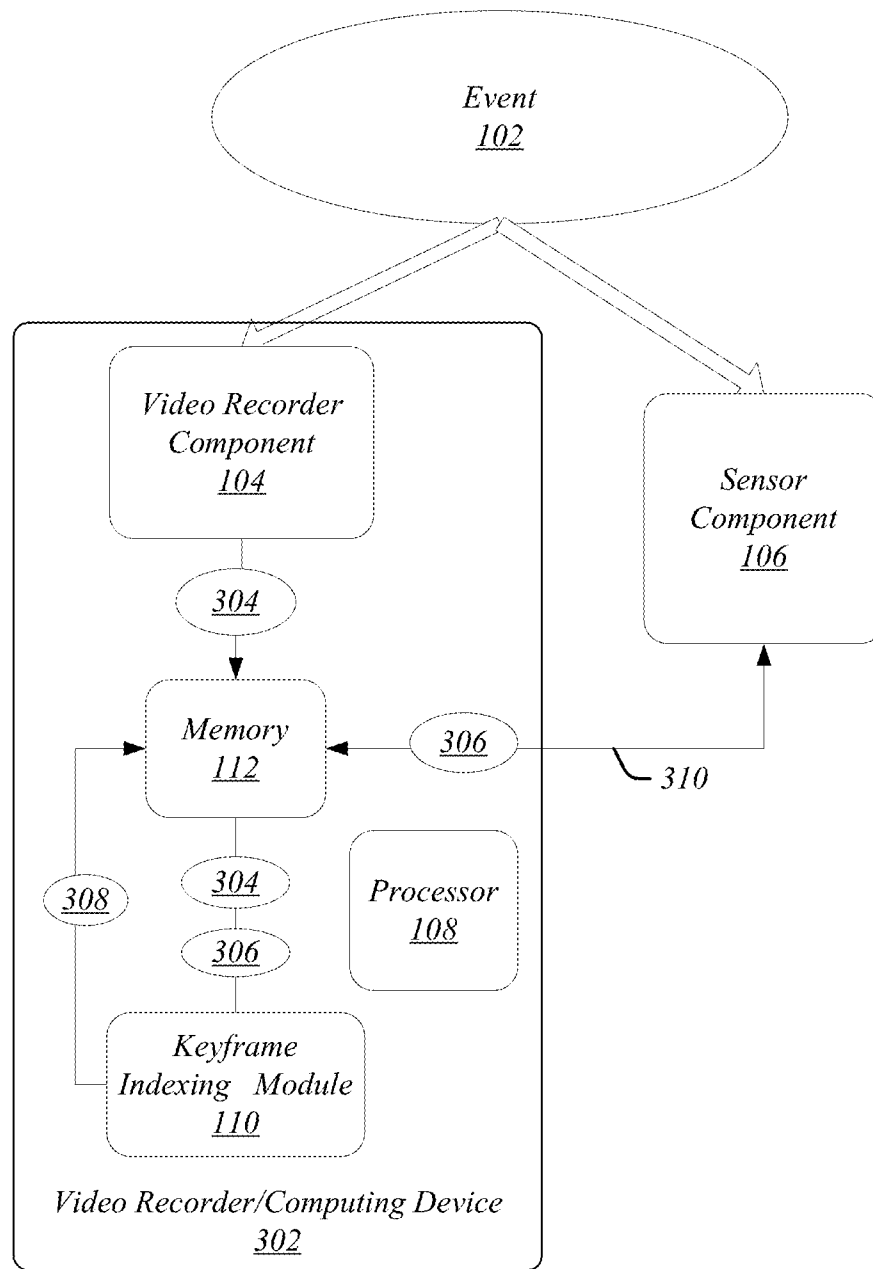 Event
102
Video Recorder
Component
104
Sensor
Component
106
304
Memory
112
306
310
304
308
306
Processor
108
Keyframe
Indexing Module
110
Video Recorder/Computing Device
302